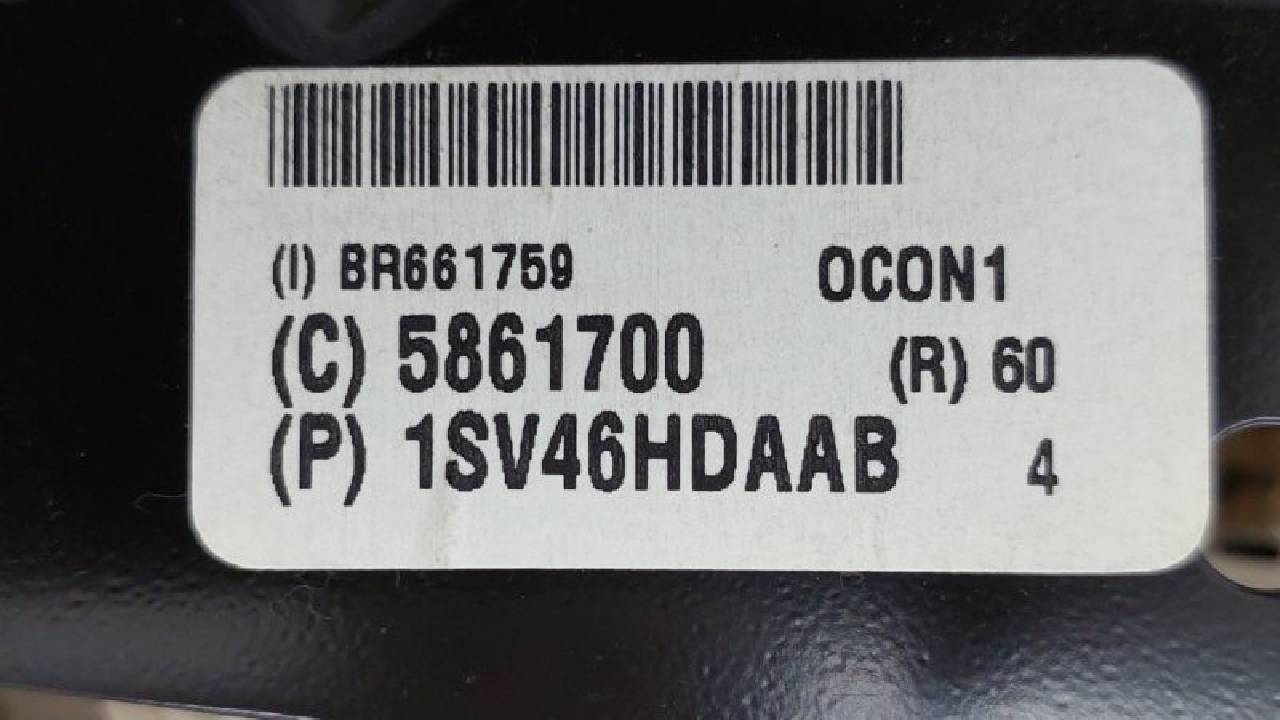 (I) BR661759 OCON1
(C) 5861700 (R) 60
(P) 1SV46HDAAB 4